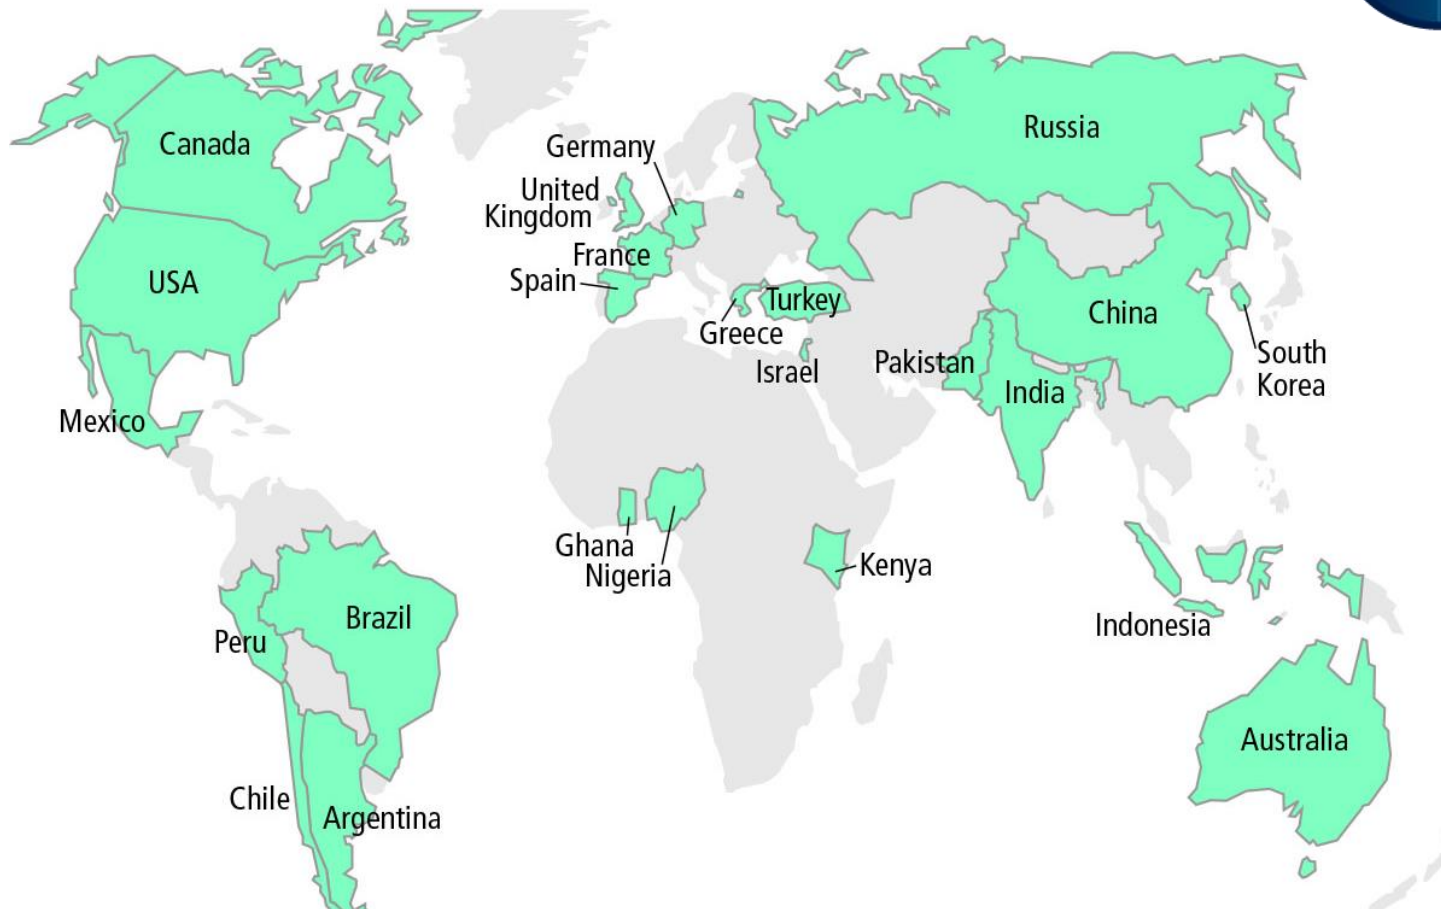 Canada
Russia
Germany
United
Kingdom
France
USA
Spain
Turkey
China
Greece
South
Korea
Israel
Pakistan
India
Mexico
Ghana
Nigeria
Kenya
Brazil
Indonesia
Peru
Australia
Chile
Argentina